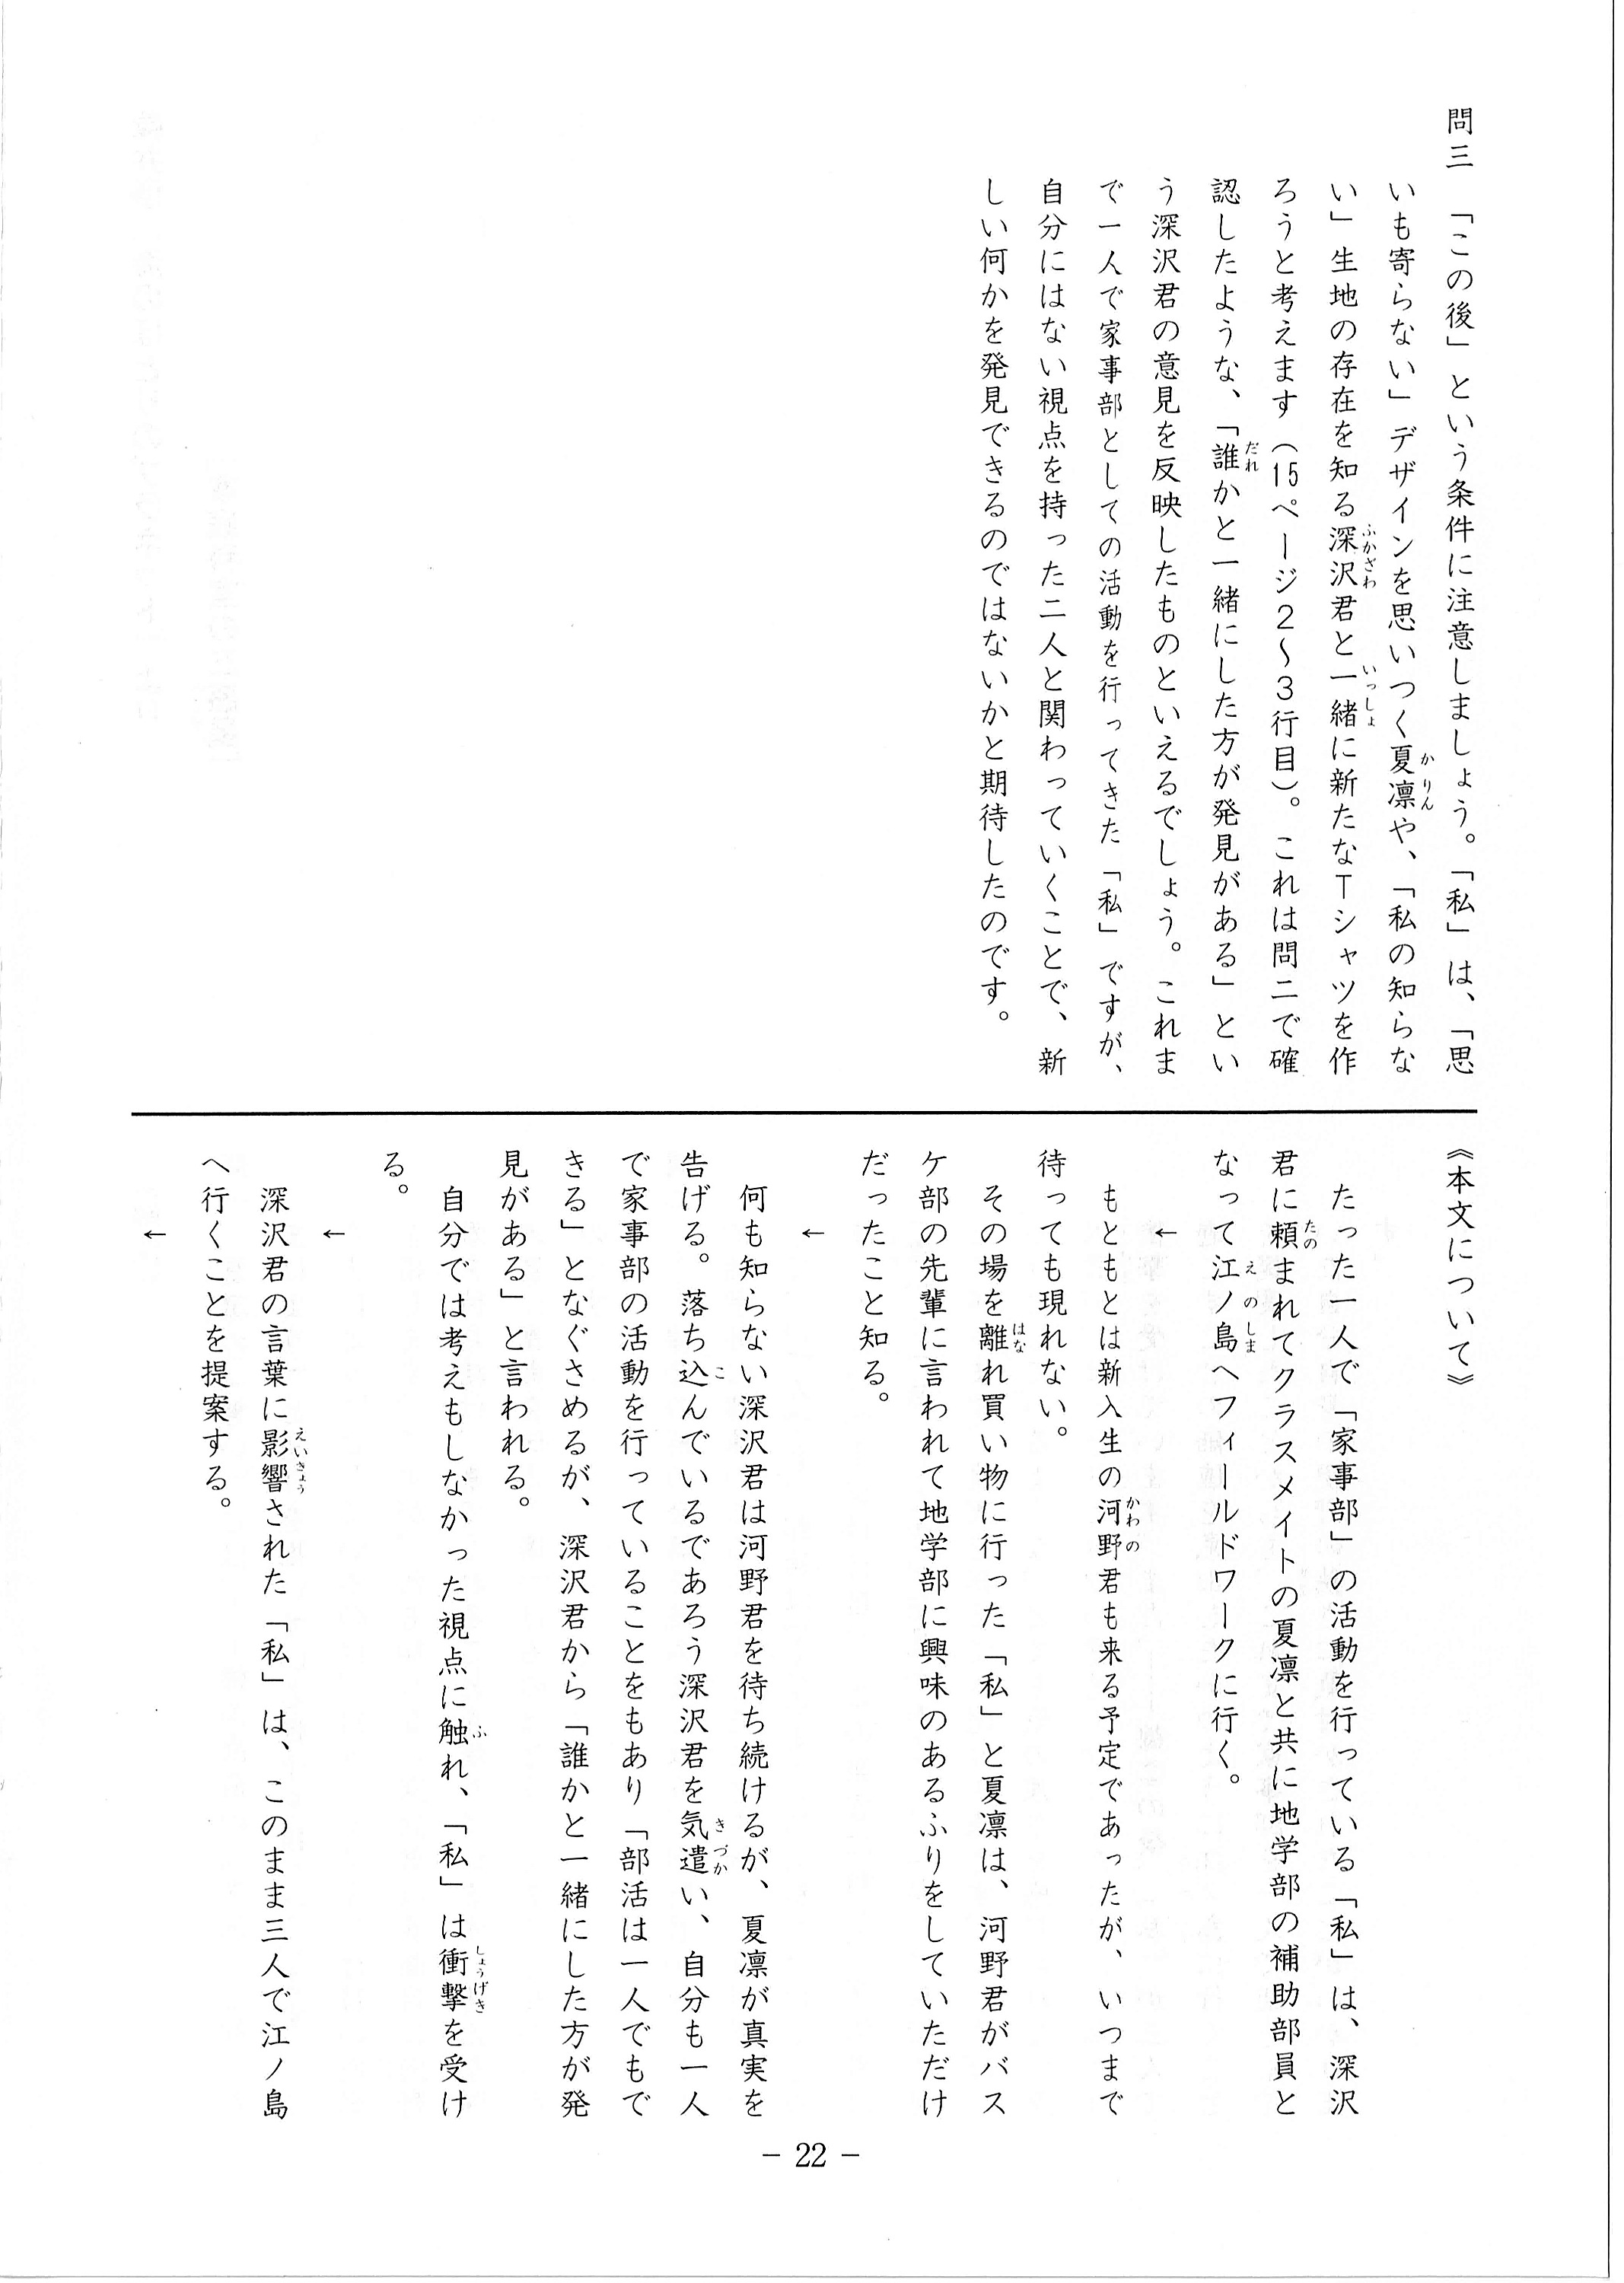 問三 「この後」という条件に注意しましょう。「私」は、「思
いも寄らない」デザインを思いつく夏凛や、「私の知らな
い」生地の存在を知る深沢君と一緒に新たなTシャツを作
ろうと考えます（15ページ2〜3行目）。これは問二で確
認したような、「誰かと一緒にした方が発見がある」とい
う深沢君の意見を反映したものといえるでしょう。これま
で一人で家事部としての活動を行ってきた「私」ですが、
自分にはない視点を持った二人と関わっていくことで、新
しい何かを発見できるのではないかと期待したのです。
《本文について》
たった一人で「家事部」の活動を行っている「私」は、深沢
君に頼まれてクラスメイトの夏凛と共に地学部の補助部員と
なって江ノ島へフィールドワークに行く。
←
もともとは新入生の河野君も来る予定であったが、いつまで
待っても現れない。
その場を離れ買い物に行った「私」と夏凛は、河野君がバス
ケ部の先輩に言われて地学部に興味のあるふりをしていただけ
だったこと知る。
←
何も知らない深沢君は河野君を待ち続けるが、夏凛が真実を
告げる。落ち込んでいるであろう深沢君を気遣い、自分も一人
で家事部の活動を行っていることをもあり「部活は一人でもで
きる」となぐさめるが、深沢君から「誰かと一緒にした方が発
見がある」と言われる。
自分では考えもしなかった視点に触れ、「私」は衝撃を受け
る。
←
深沢君の言葉に影響された「私」は、このまま三人で江ノ島
へ行くことを提案する。
←
－ 22 －